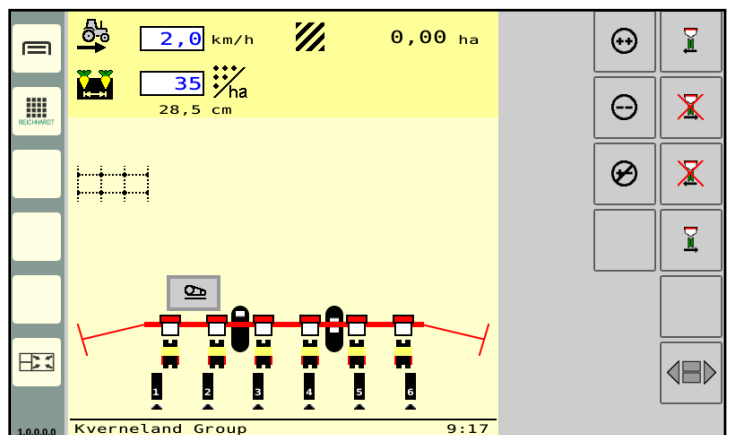 2,0 km/h 0,00 ha
35 /ha
28,5 cm
REICHHARDT
1 2 3 4 5 6
Kverneland Group 9:17
1.0.0.0.0